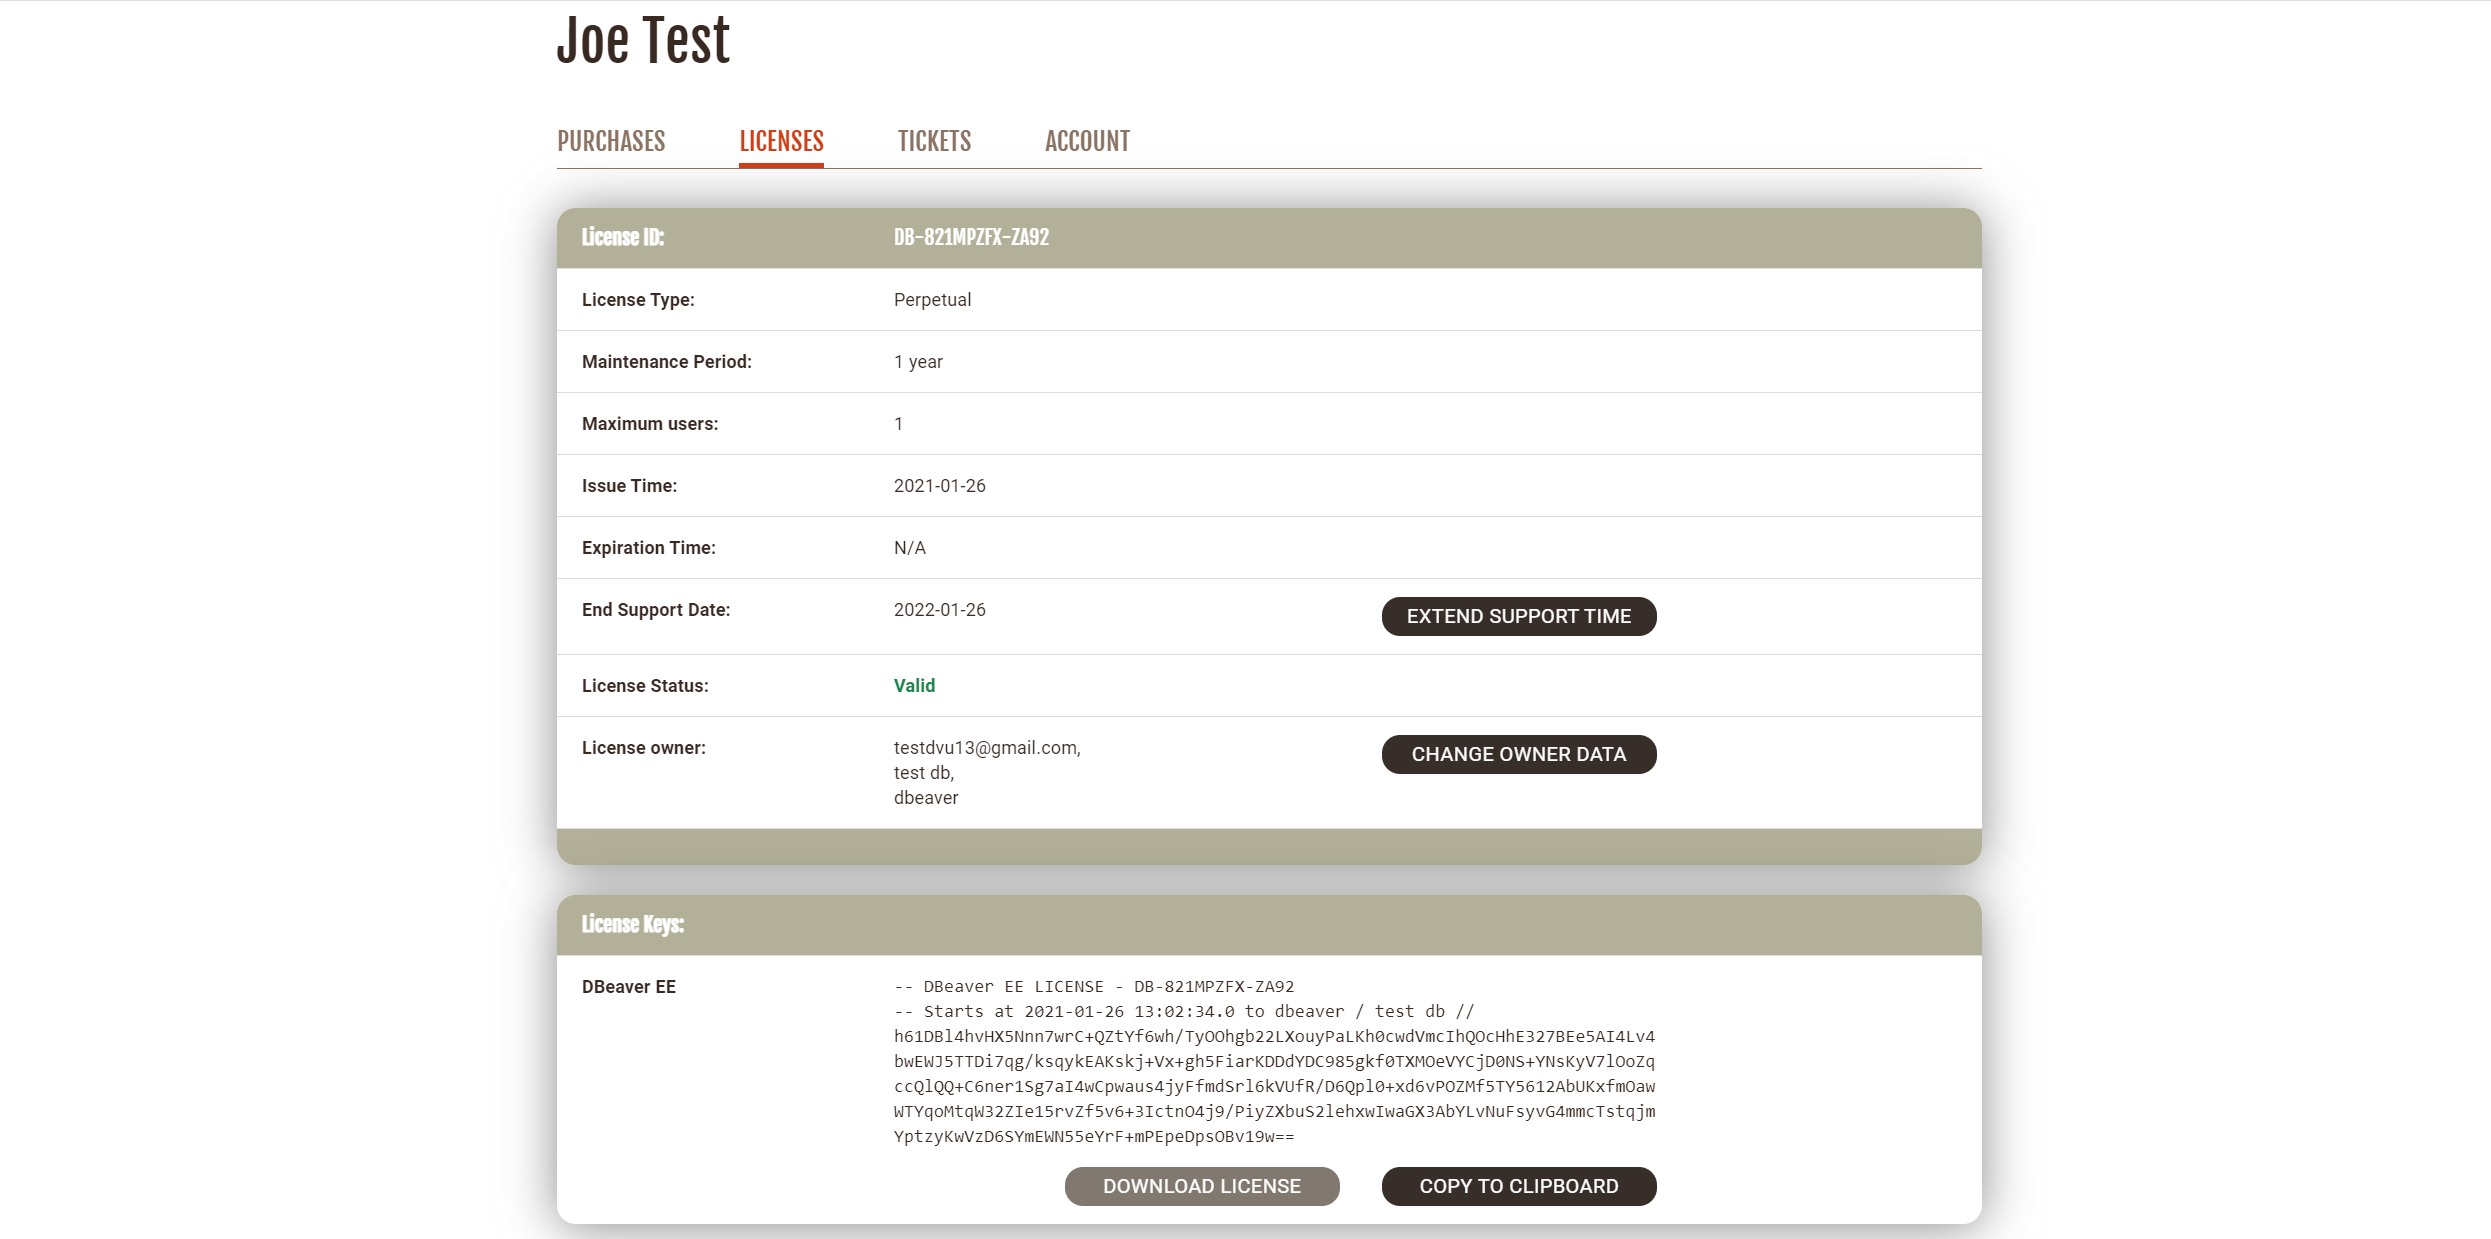 Joe Test
PURCHASES LICENSES TICKETS ACCOUNT
License ID: DB-821MPZFX-ZA92
License Type: Perpetual
Maintenance Period: 1 year
Maximum users: 1
Issue Time: 2021-01-26
Expiration Time: N/A
End Support Date: 2022-01-26 EXTEND SUPPORT TIME
License Status: Valid
License owner: testdvu13@gmail.com, CHANGE OWNER DATA
test db,
dbeaver
License Keys:
DBeaver EE -- DBeaver EE LICENSE - DB-821MPZFX-ZA92
-- Starts at 2021-01-26 13:02:34.0 to dbeaver / test db //
h61DBl4hvHX5Nnn7wrC+QZtYf6wh/TyOOhgb22LXouyPaLKh0cwdVmcIhQOcHhE327BEe5AI4Lv4
bwEWJ5TTDi7qg/ksqykEAKskj+Vx+gh5FiarKDDdYDC985gkf0TXMOeVYCjD0NS+YNsKyV7lOoZq
ccQlQQ+C6ner1Sg7aI4wCpwaus4jyFfmdSrl6kVUfR/D6Qpl0+xd6vPOZMf5TY5612AbUKxfmOaw
WTYqoMtqW32ZIe15rvZf5v6+3IctnO4j9/PiyZXbuS2lehxwIwaGX3AbYLvNuFsyvG4mmcTstqjm
YptzyKwVzD6SYmEWN55eYrF+mPEpeDpsOBv19w==
DOWNLOAD LICENSE COPY TO CLIPBOARD